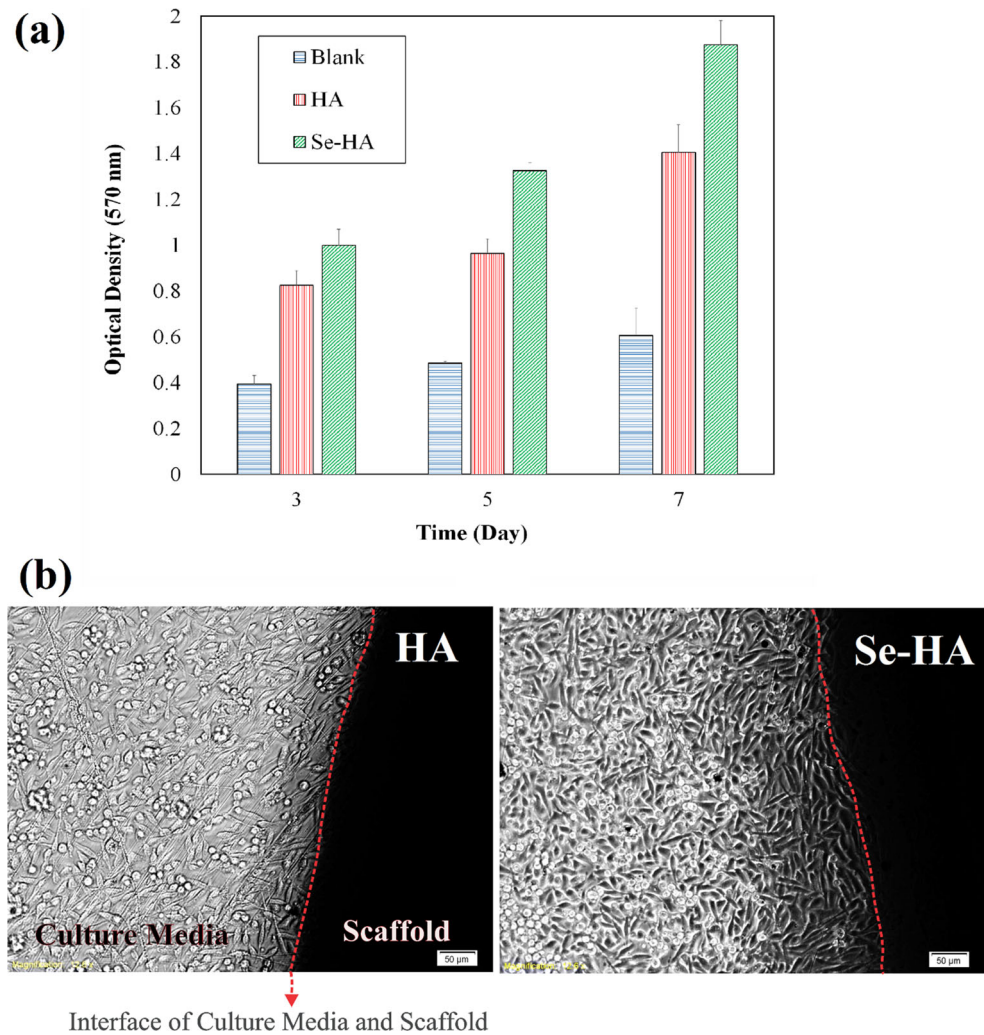 (a)
2
1.8
1.6
1.4
1.2
1
0.8
0.6
0.4
0.2
0
Optical Density (570 nm)
Blank
HA
Se-HA
3 5 7
Time (Day)
(b)
HA
Culture Media
Scaffold
50 µm
Se-HA
50 µm
Interface of Culture Media and Scaffold